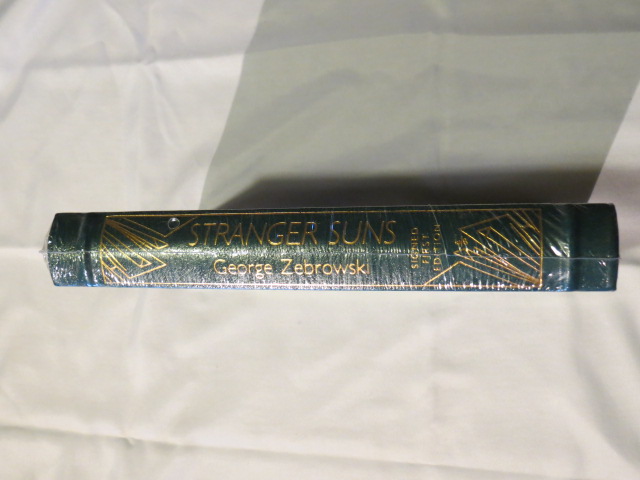 STRANGER SUNS
George Zebrowski
SIGNED
FIRST
EDITION